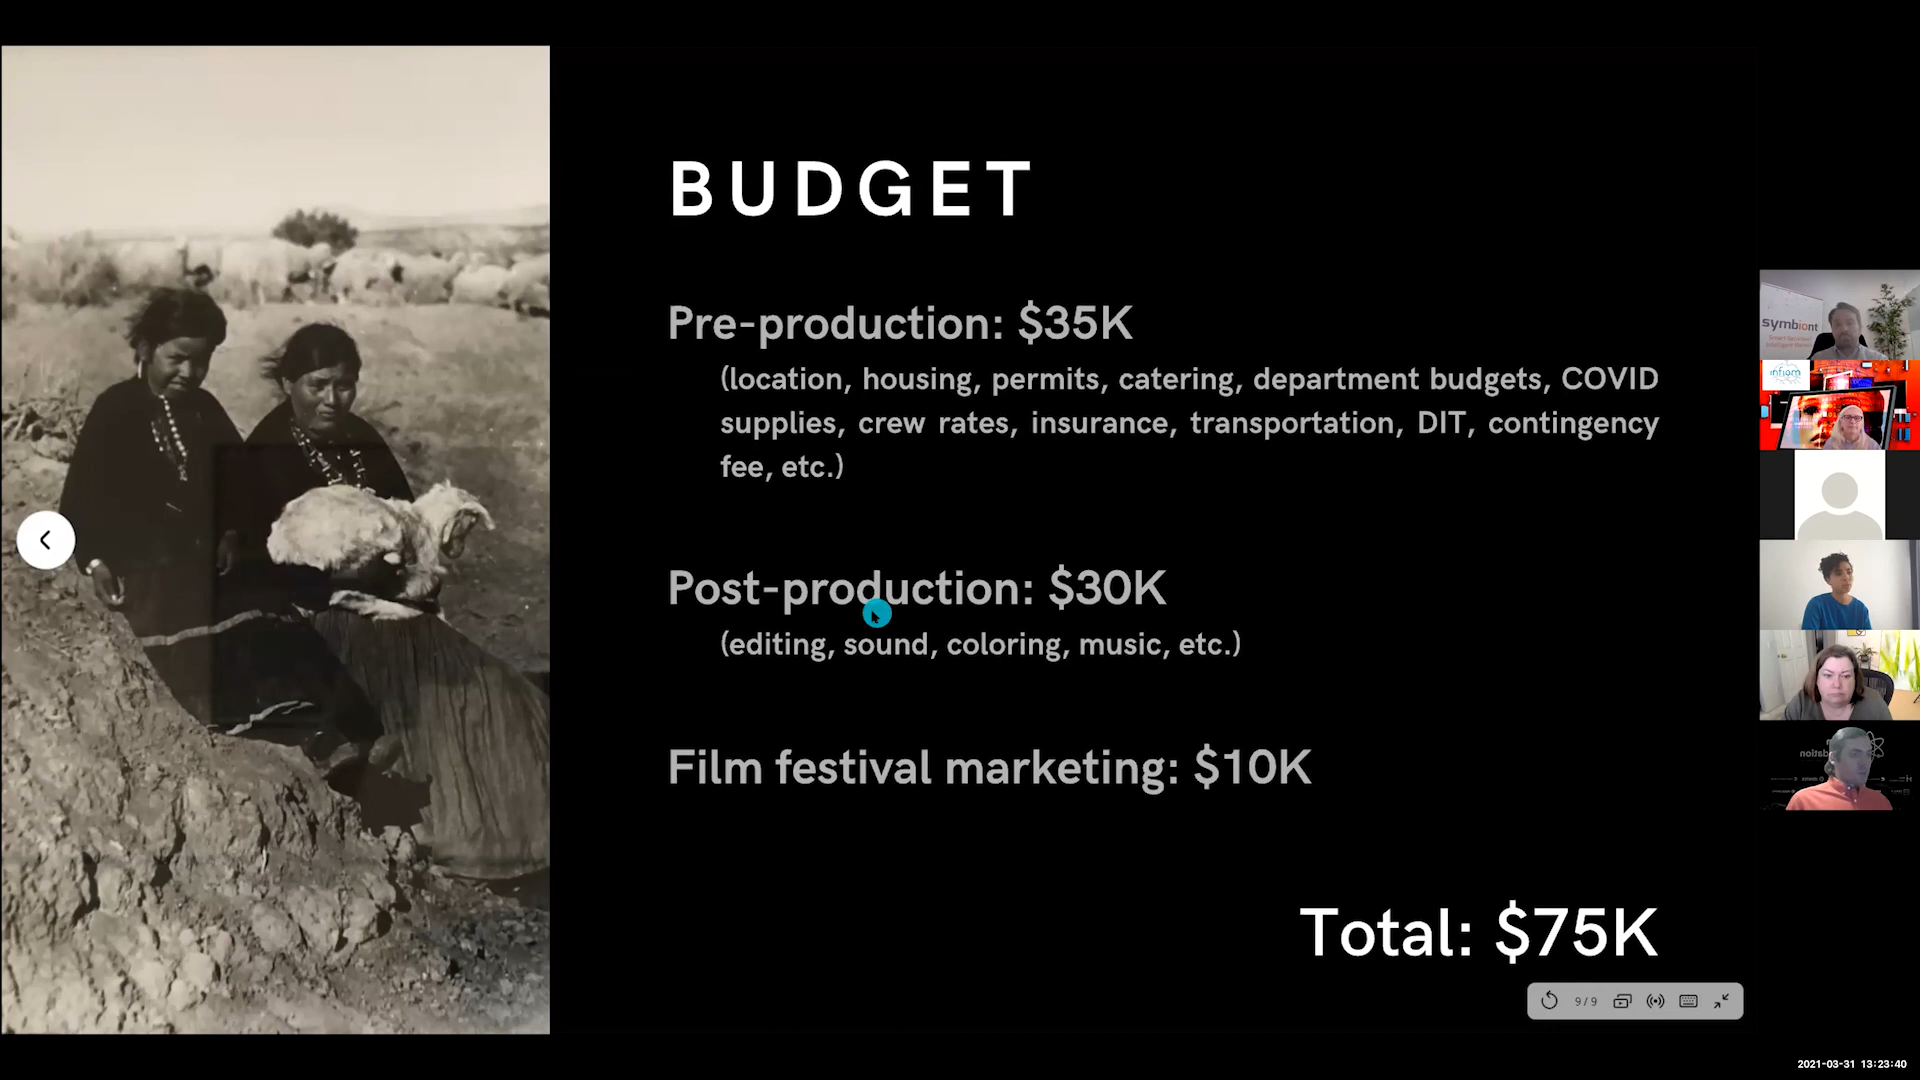 BUDGET
Pre-production: $35K
(location, housing, permits, catering, department budgets, COVID
supplies, crew rates, insurance, transportation, DIT, contingency
fee, etc.)
Post-production: $30K
(editing, sound, coloring, music, etc.)
Film festival marketing: $10K
Total: $75K
9/9
symbiont
infiom
2021-03-31 13:23:40